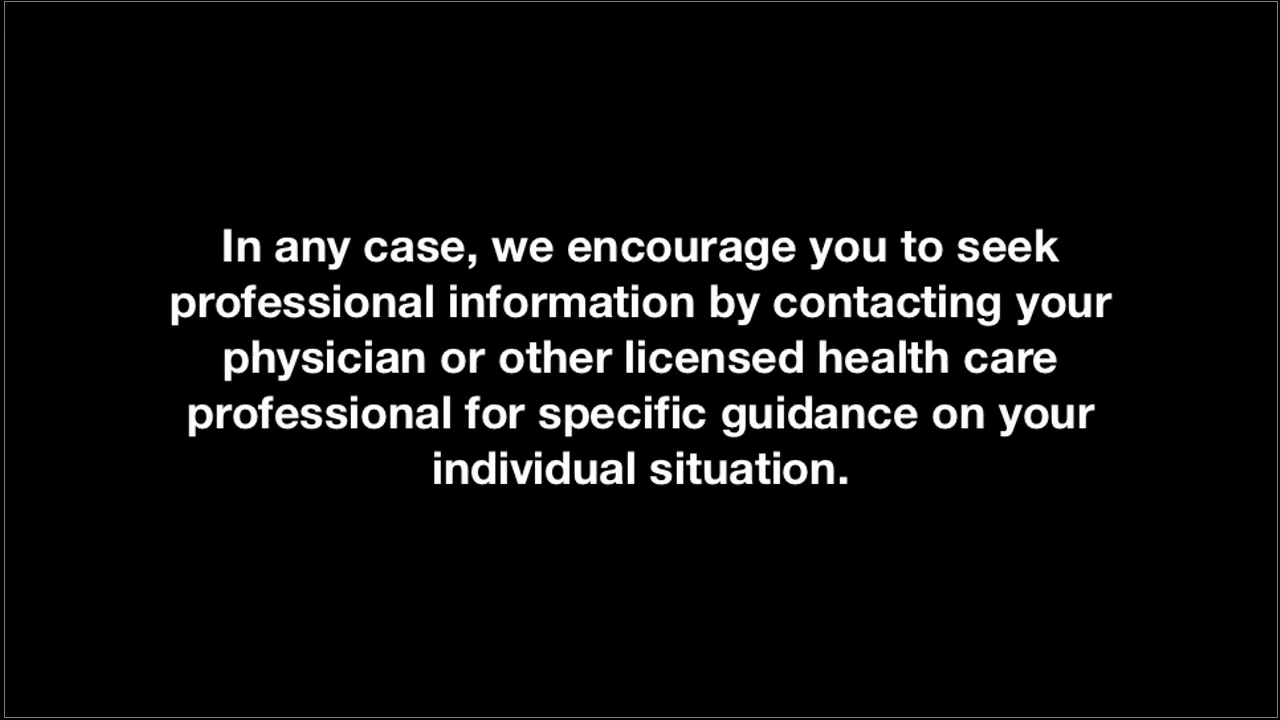 In any case, we encourage you to seek
professional information by contacting your
physician or other licensed health care
professional for specific guidance on your
individual situation.